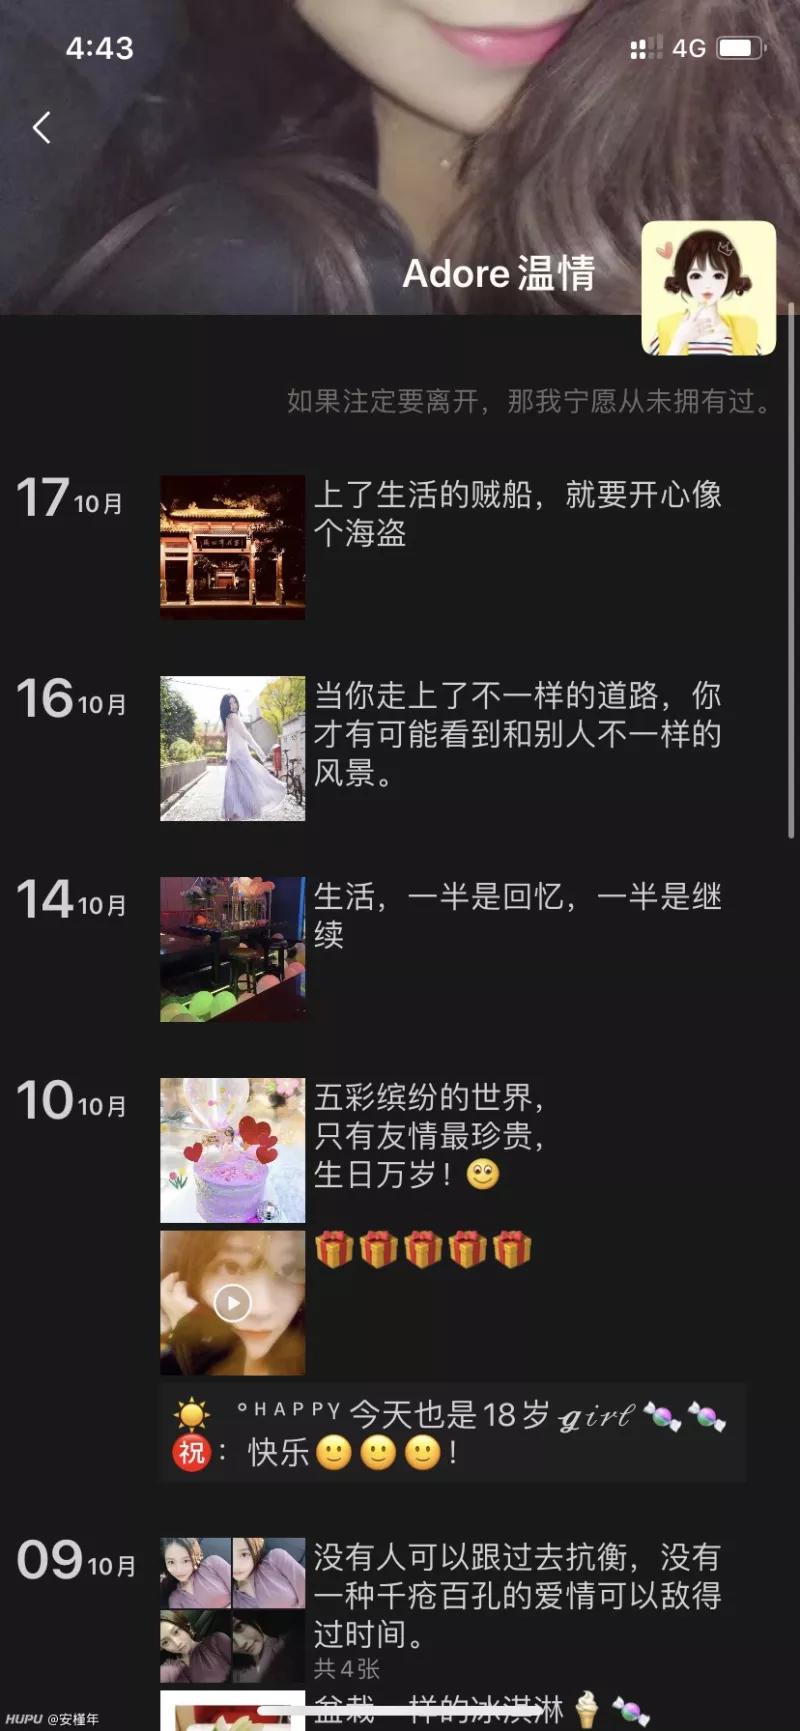 4:43
4G
Adore温情
如果注定要离开，那我宁愿从未拥有过。
17 10月
上了生活的贼船，就要开心像
个海盗
16 10月
当你走上了不一样的道路，你
才有可能看到和别人不一样的
风景。
14 10月
生活，一半是回忆，一半是继
续
10 10月
五彩缤纷的世界，
只有友情最珍贵，
生日万岁！
°ᴴᴬᴾᴾᵞ 今天也是18岁 ℊ𝒾𝓇𝓁
㊗️：快乐🙂🙂🙂！
09 10月
没有人可以跟过去抗衡，没有
一种千疮百孔的爱情可以敌得
过时间。
共4张
盆栽一样的冰淇淋
HUPU @安槿年